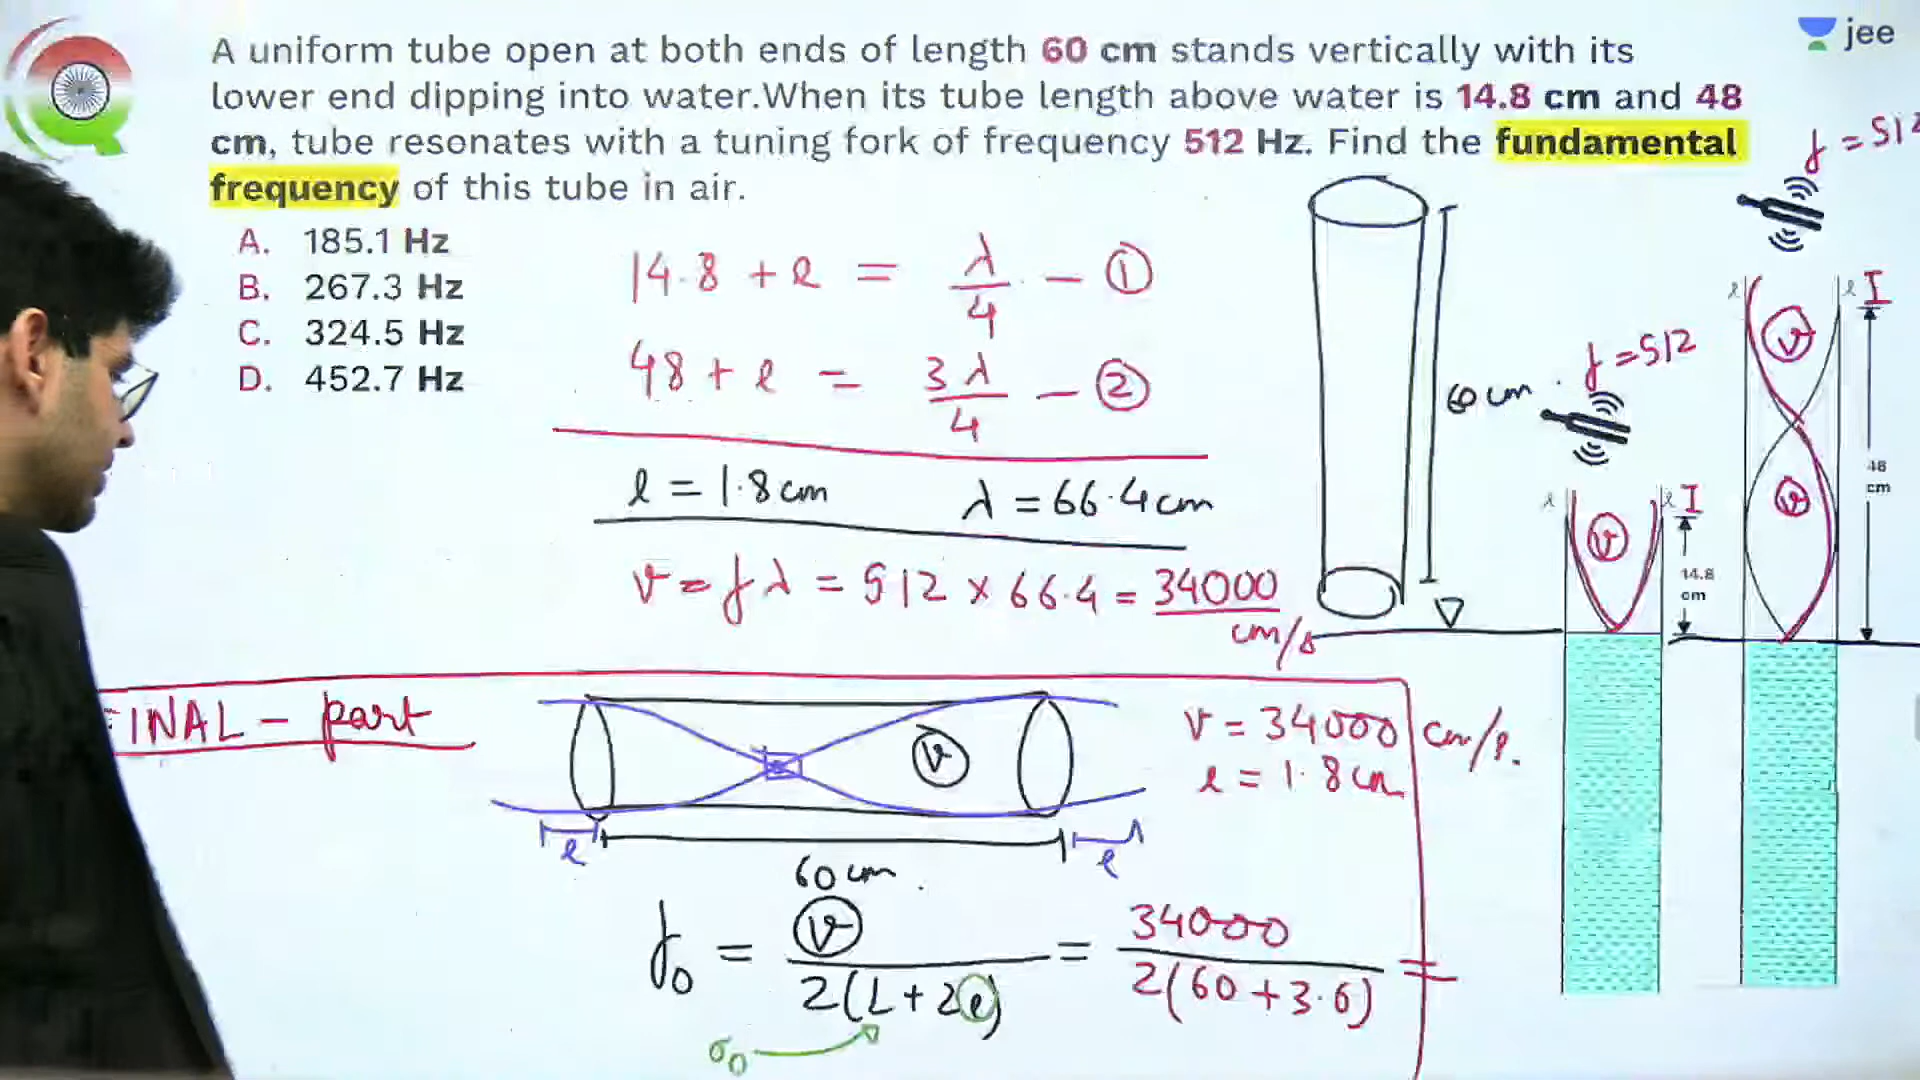 A uniform tube open at both ends of length 60 cm stands vertically with its
lower end dipping into water.When its tube length above water is 14.8 cm and 48
cm, tube resonates with a tuning fork of frequency 512 Hz. Find the fundamental
frequency of this tube in air.
A. 185.1 Hz
B. 267.3 Hz
C. 324.5 Hz
D. 452.7 Hz
jee
14.8 + e = λ/4 - ①
48 + e = 3λ/4 - ②
e = 1.8 cm λ = 66.4 cm
v = fλ = 512 × 66.4 = 34000 cm/s
60 cm
f = 512
e e I
v
14.8
cm
f = 512
e e I
v
v
48
cm
INAL - part
v
v = 34000 cm/s.
e = 1.8 cm
e e
60 cm.
f0 = v/2(L+2e) = 34000/2(60+3.6) =